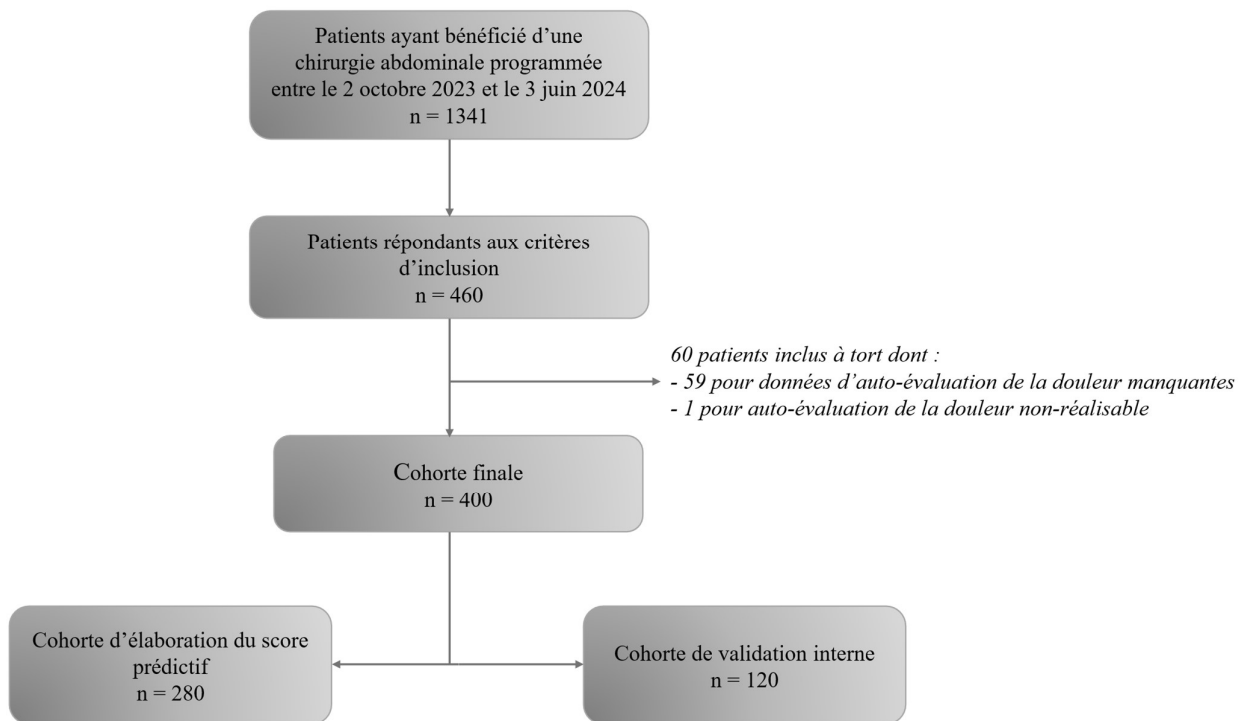 Patients ayant bénéficié d’une
chirurgie abdominale programmée
entre le 2 octobre 2023 et le 3 juin 2024
n = 1341
Patients répondants aux critères
d’inclusion
n = 460
60 patients inclus à tort dont :
- 59 pour données d’auto-évaluation de la douleur manquantes
- 1 pour auto-évaluation de la douleur non-réalisable
Cohorte finale
n = 400
Cohorte d’élaboration du score
prédictif
n = 280
Cohorte de validation interne
n = 120